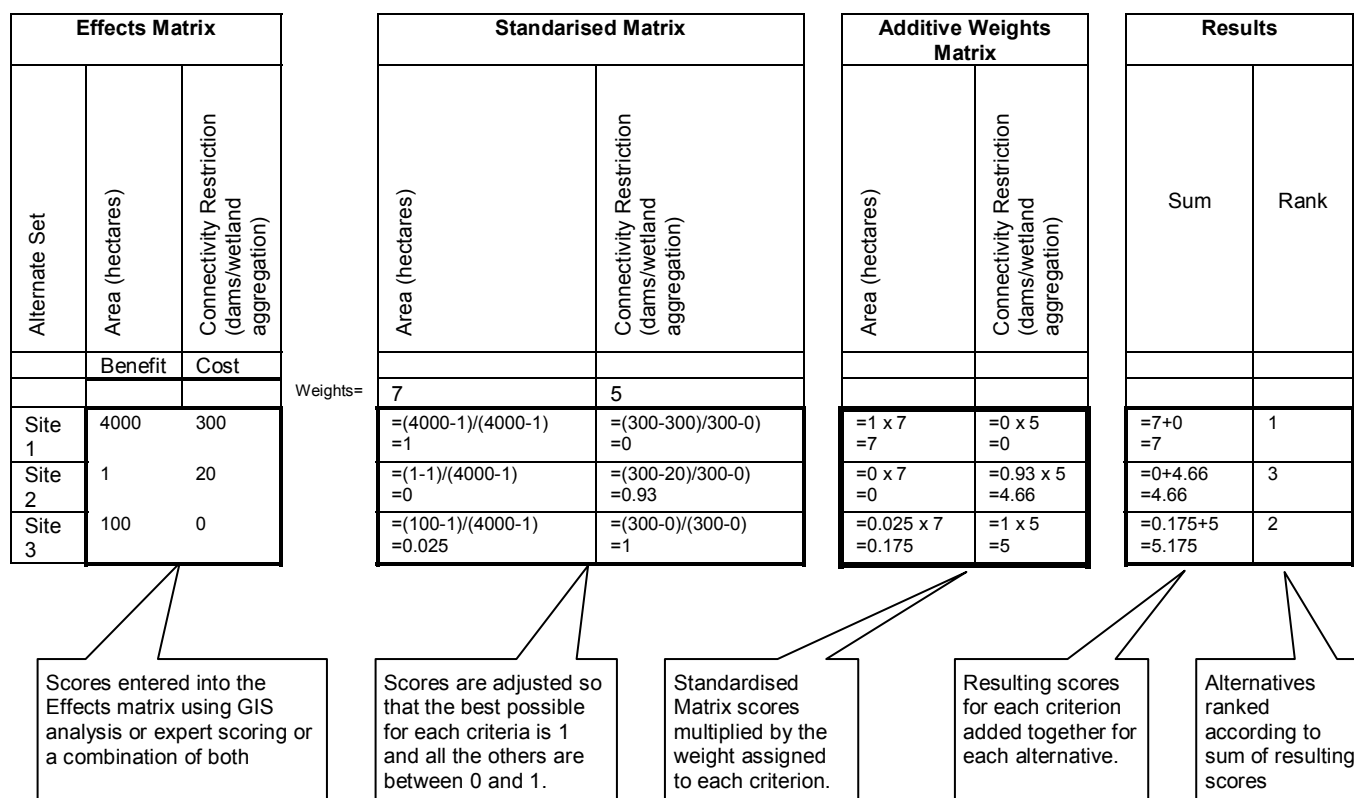 Effects Matrix
Standarised Matrix
Additive Weights
Matrix
Results
Alternate Set
Area (hectares)
Connectivity Restriction
(dams/wetland
aggregation)
Area (hectares)
Connectivity Restriction
(dams/wetland
aggregation)
Area (hectares)
Connectivity Restriction
(dams/wetland
aggregation)
Sum
Rank
Benefit
Cost
Weights=
7
5
Site
1
4000
300
=(4000-1)/(4000-1)
=1
=(300-300)/300-0)
=0
=1 x 7
=7
=0 x 5
=0
=7+0
=7
1
Site
2
1
20
=(1-1)/(4000-1)
=0
=(300-20)/300-0)
=0.93
=0 x 7
=0
=0.93 x 5
=4.66
=0+4.66
=4.66
3
Site
3
100
0
=(100-1)/(4000-1)
=0.025
=(300-0)/(300-0)
=1
=0.025 x 7
=0.175
=1 x 5
=5
=0.175+5
=5.175
2
Scores entered into the
Effects matrix using GIS
analysis or expert scoring or
a combination of both
Scores are adjusted so
that the best possible
for each criteria is 1
and all the others are
between 0 and 1.
Standardised
Matrix scores
multiplied by the
weight assigned
to each criterion.
Resulting scores
for each criterion
added together for
each alternative.
Alternatives
ranked
according to
sum of resulting
scores